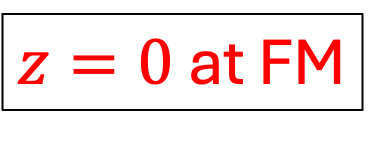 z = 0 at FM